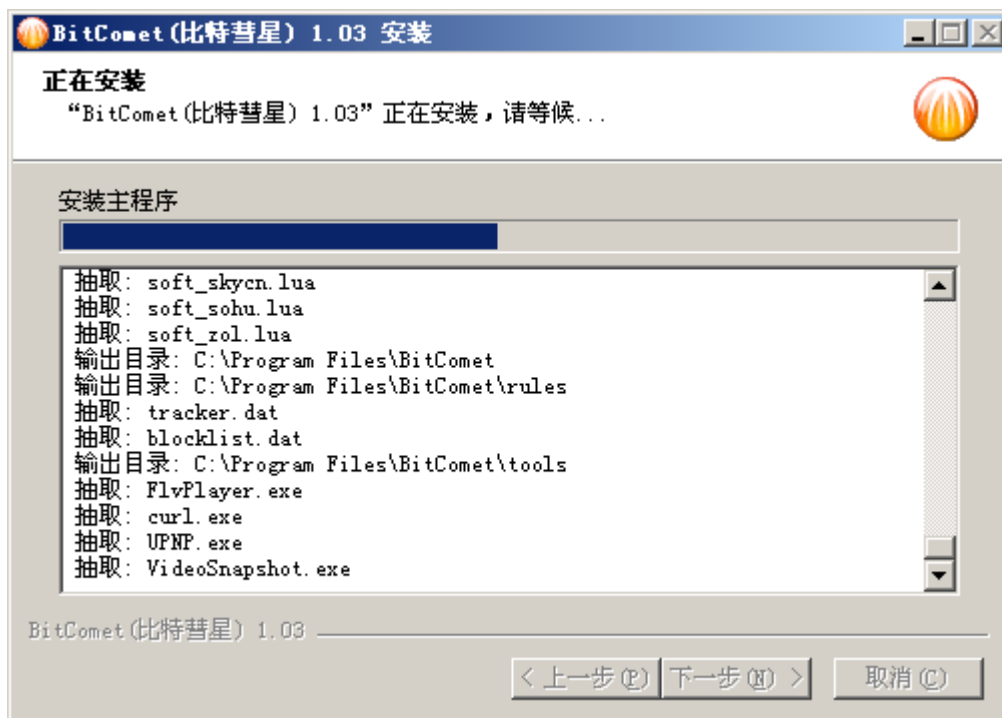 BitComet(比特彗星) 1.03 安装
正在安装
“BitComet(比特彗星) 1.03”正在安装，请等候...
安装主程序
抽取: soft_skycn.lua
抽取: soft_sohu.lua
抽取: soft_zol.lua
输出目录: C:\Program Files\BitComet
输出目录: C:\Program Files\BitComet\rules
抽取: tracker.dat
抽取: blocklist.dat
输出目录: C:\Program Files\BitComet\tools
抽取: FlvPlayer.exe
抽取: curl.exe
抽取: UPNP.exe
抽取: VideoSnapshot.exe
BitComet(比特彗星) 1.03
< 上一步(P) 下一步(N) > 取消(C)